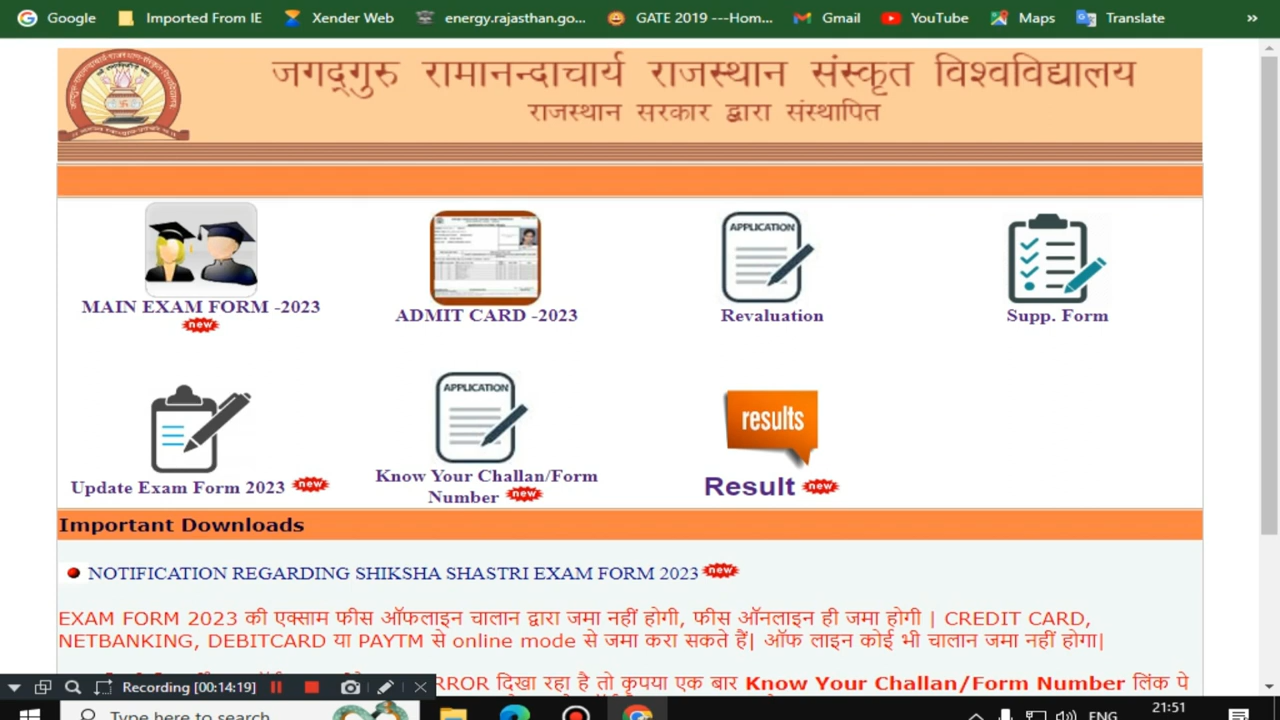 Google
Imported From IE
Xender Web
energy.rajasthan.go...
GATE 2019 ---Hom...
Gmail
YouTube
Maps
Translate
»
जगद्गुरु रामानन्दाचार्य राजस्थान संस्कृत विश्वविद्यालय
राजस्थान सरकार द्वारा संस्थापित
APPLICATION
MAIN EXAM FORM -2023
new
ADMIT CARD -2023
Revaluation
Supp. Form
APPLICATION
results
Update Exam Form 2023 new
Know Your Challan/Form
Number new
Result new
Important Downloads
NOTIFICATION REGARDING SHIKSHA SHASTRI EXAM FORM 2023 new
EXAM FORM 2023 की एक्साम फीस ऑफलाइन चालान द्वारा जमा नहीं होगी, फीस ऑनलाइन ही जमा होगी | CREDIT CARD,
NETBANKING, DEBITCARD या PAYTM से online mode से जमा करा सकते हैं| ऑफ लाइन कोई भी चालान जमा नहीं होगा|
RROR दिखा रहा है तो कृपया एक बार Know Your Challan/Form Number लिंक पे
Recording [00:14:19]
Type here to search
ENG
21:51